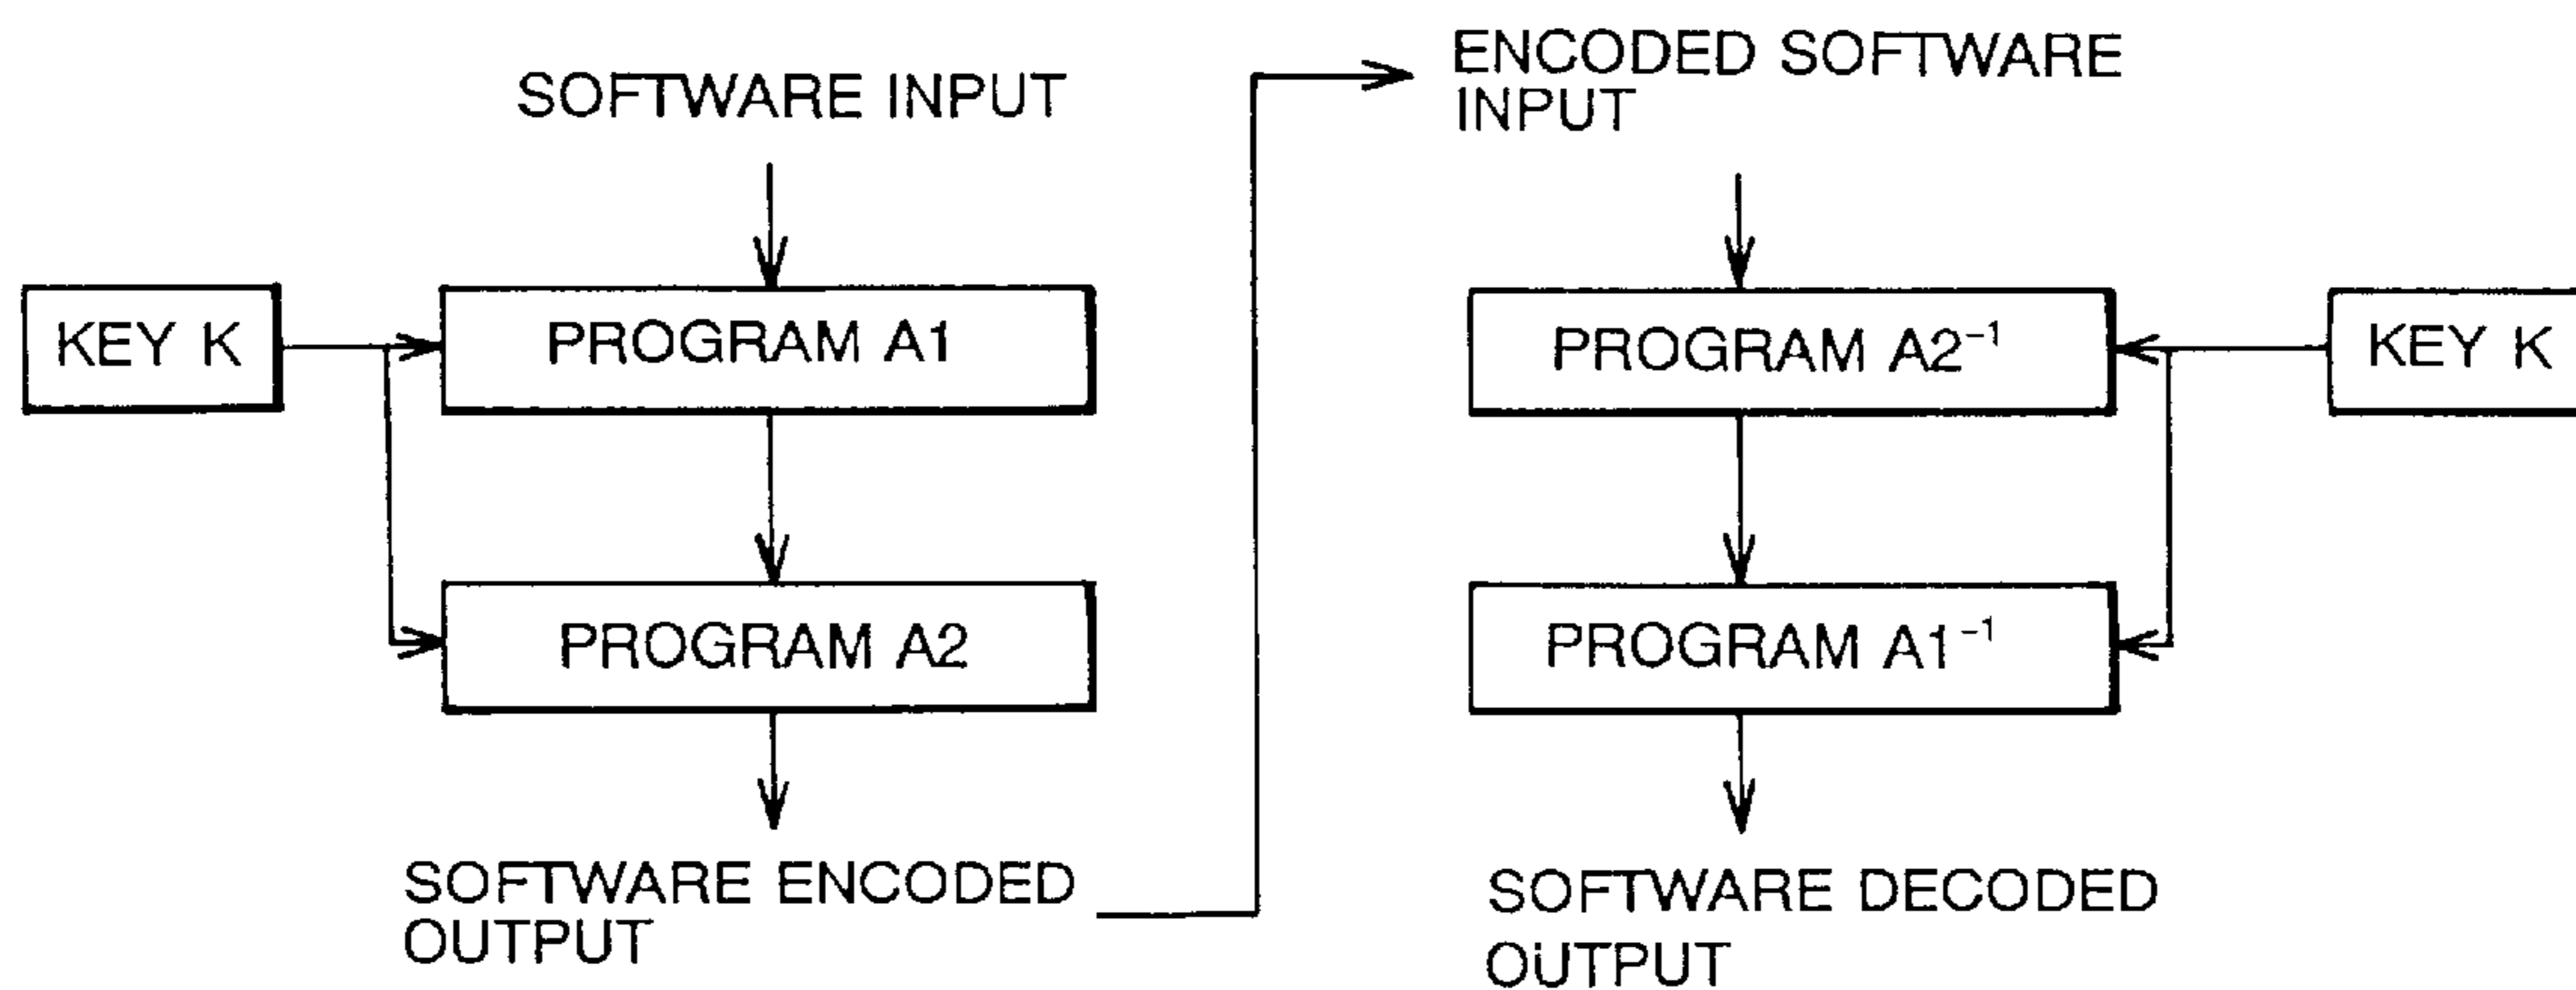 SOFTWARE INPUT
KEY K
PROGRAM A1
PROGRAM A2
SOFTWARE ENCODED
OUTPUT
ENCODED SOFTWARE
INPUT
PROGRAM A2⁻¹
KEY K
PROGRAM A1⁻¹
SOFTWARE DECODED
OUTPUT